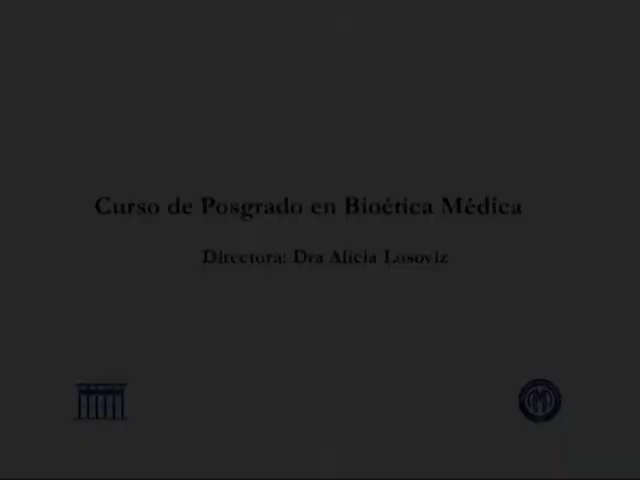 Curso de Posgrado en Bioética Médica
Directora: Dra Alicia Losoviz